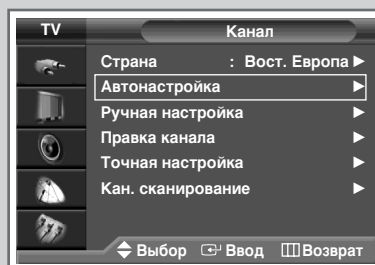 TV
Канал
Страна : Вост. Европа ►
Автонастройка ►
Ручная настройка ►
Правка канала ►
Точная настройка ►
Кан. сканирование ►
Выбор Ввод Возврат